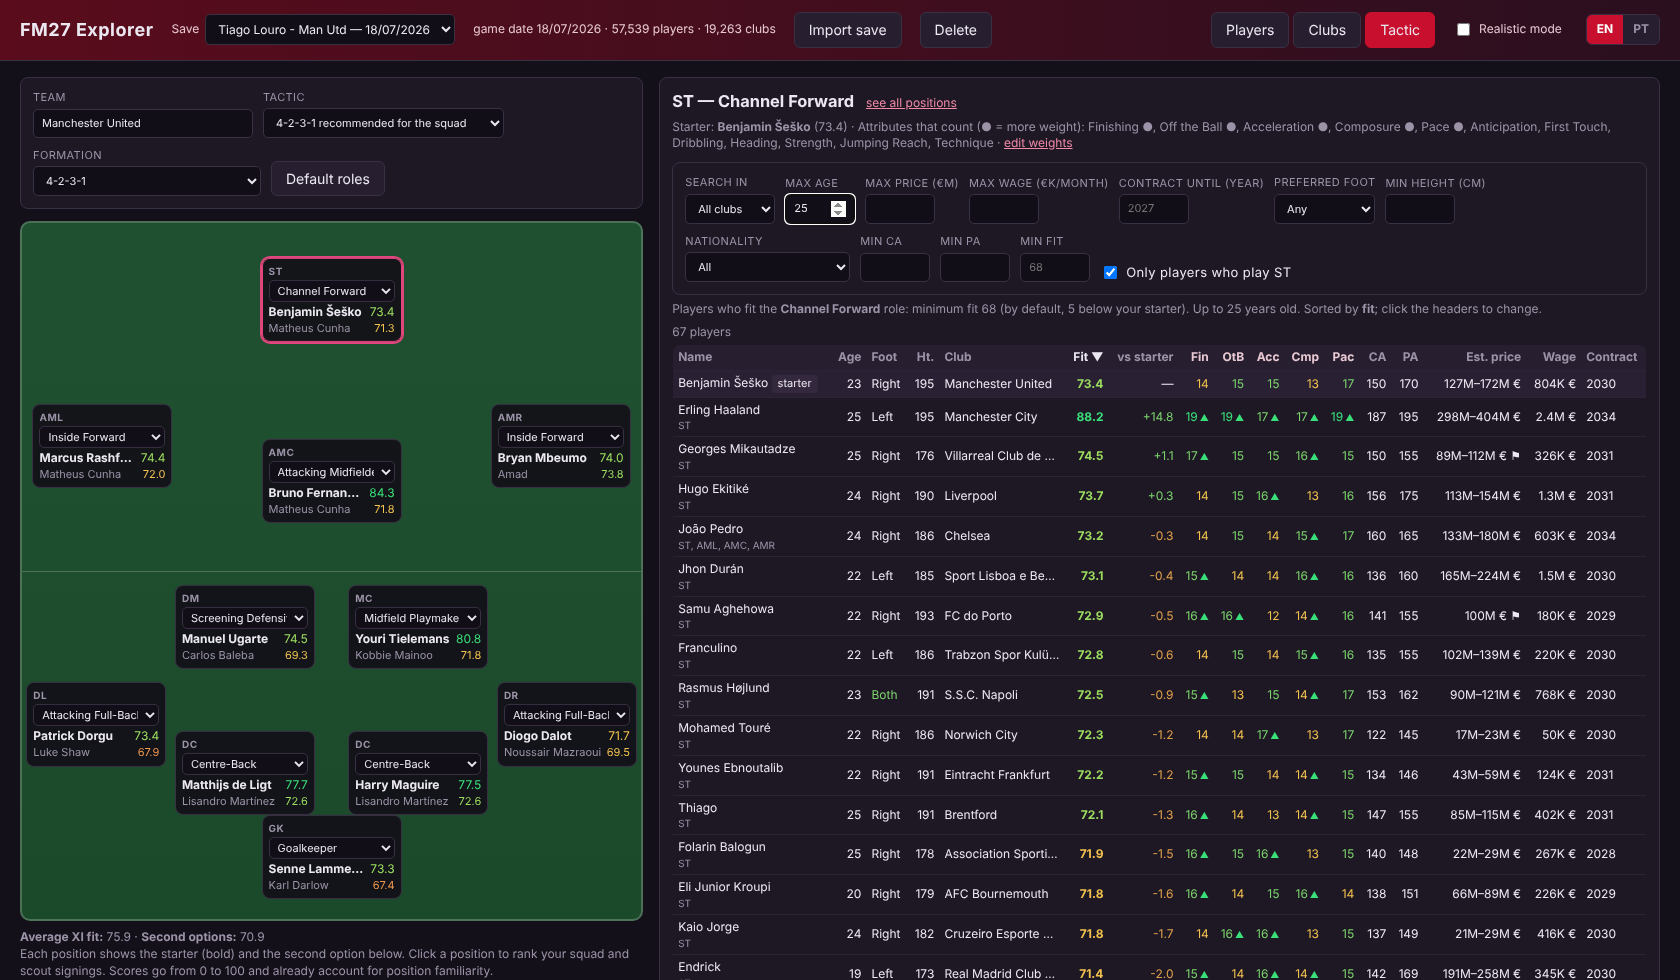 FM27 Explorer Save Tiago Louro - Man Utd — 18/07/2026 game date 18/07/2026 · 57,539 players · 19,263 clubs Import save Delete Players Clubs Tactic Realistic mode EN PT
TEAM TACTIC
Manchester United 4-2-3-1 recommended for the squad
FORMATION
4-2-3-1 Default roles
ST
Channel Forward
Benjamin Šeško 73.4
Matheus Cunha 71.3
AML
Inside Forward
Marcus Rashf... 74.4
Matheus Cunha 72.0
AMC
Attacking Midfielde
Bruno Fernan... 84.3
Matheus Cunha 71.8
AMR
Inside Forward
Bryan Mbeumo 74.0
Amad 73.8
DM
Screening Defensi
Manuel Ugarte 74.5
Carlos Baleba 69.3
MC
Midfield Playmake
Youri Tielemans 80.8
Kobbie Mainoo 71.8
DL
Attacking Full-Bacl
Patrick Dorgu 73.4
Luke Shaw 67.9
DC
Centre-Back
Matthijs de Ligt 77.7
Lisandro Martínez 72.6
DC
Centre-Back
Harry Maguire 77.5
Lisandro Martínez 72.6
DR
Attacking Full-Bacl
Diogo Dalot 71.7
Noussair Mazraoui 69.5
GK
Goalkeeper
Senne Lamme... 73.3
Karl Darlow 67.4
Average XI fit: 75.9 · Second options: 70.9
Each position shows the starter (bold) and the second option below. Click a position to rank your squad and
scout signings. Scores go from 0 to 100 and already account for position familiarity.
ST — Channel Forward see all positions
Starter: Benjamin Šeško (73.4) · Attributes that count (● = more weight): Finishing ●, Off the Ball ●, Acceleration ●, Composure ●, Pace ●, Anticipation, First Touch,
Dribbling, Heading, Strength, Jumping Reach, Technique · edit weights
SEARCH IN MAX AGE MAX PRICE (€M) MAX WAGE (€K/MONTH) CONTRACT UNTIL (YEAR) PREFERRED FOOT MIN HEIGHT (CM)
All clubs 25 2027 Any
NATIONALITY MIN CA MIN PA MIN FIT
All 68 Only players who play ST
Players who fit the Channel Forward role: minimum fit 68 (by default, 5 below your starter). Up to 25 years old. Sorted by fit; click the headers to change.
67 players
Name Age Foot Ht. Club Fit ▼ vs starter Fin OtB Acc Cmp Pac CA PA Est. price Wage Contract
Benjamin Šeško starter 23 Right 195 Manchester United 73.4 — 14 15 15 13 17 150 170 127M–172M € 804K € 2030
Erling Haaland 25 Left 195 Manchester City 88.2 +14.8 19▲ 19▲ 17▲ 17▲ 19▲ 187 195 298M–404M € 2.4M € 2034
ST
Georges Mikautadze 25 Right 176 Villarreal Club de ... 74.5 +1.1 17▲ 15 15 16▲ 15 150 155 89M–112M € ⚑ 326K € 2031
ST
Hugo Ekitiké 24 Right 190 Liverpool 73.7 +0.3 14 15 16▲ 13 16 156 175 113M–154M € 1.3M € 2031
ST
João Pedro 24 Right 186 Chelsea 73.2 -0.3 14 15 14 15▲ 17 160 165 133M–180M € 603K € 2034
ST, AML, AMC, AMR
Jhon Durán 22 Left 185 Sport Lisboa e Be... 73.1 -0.4 15▲ 14 14 16▲ 16 136 160 165M–224M € 1.5M € 2030
ST
Samu Aghehowa 22 Right 193 FC do Porto 72.9 -0.5 16▲ 16▲ 12 14▲ 16 141 155 100M € ⚑ 180K € 2029
ST
Franculino 22 Left 186 Trabzon Spor Kulü... 72.8 -0.6 14 15 14 15▲ 16 135 155 102M–139M € 220K € 2030
ST
Rasmus Højlund 23 Both 191 S.S.C. Napoli 72.5 -0.9 15▲ 13 15 14▲ 17 153 162 90M–121M € 768K € 2030
ST
Mohamed Touré 22 Right 186 Norwich City 72.3 -1.2 14 14 17▲ 13 17 122 145 17M–23M € 50K € 2030
ST
Younes Ebnoutalib 22 Right 191 Eintracht Frankfurt 72.2 -1.2 15▲ 15 14 14▲ 15 134 146 43M–59M € 124K € 2031
ST
Thiago 25 Right 191 Brentford 72.1 -1.3 16▲ 14 13 14▲ 15 147 155 85M–115M € 402K € 2031
ST
Folarin Balogun 25 Right 178 Association Sporti... 71.9 -1.5 16▲ 15 16▲ 13 15 140 148 22M–29M € 267K € 2028
ST
Eli Junior Kroupi 20 Right 179 AFC Bournemouth 71.8 -1.6 16▲ 14 15 16▲ 14 138 151 66M–89M € 226K € 2029
ST
Kaio Jorge 24 Right 182 Cruzeiro Esporte ... 71.8 -1.7 14 16▲ 16▲ 13 15 137 149 21M–29M € 416K € 2030
ST
Endrick 19 Left 173 Real Madrid Club ... 71.4 -2.0 15▲ 14 16▲ 14▲ 15 142 169 191M–258M € 345K € 2030